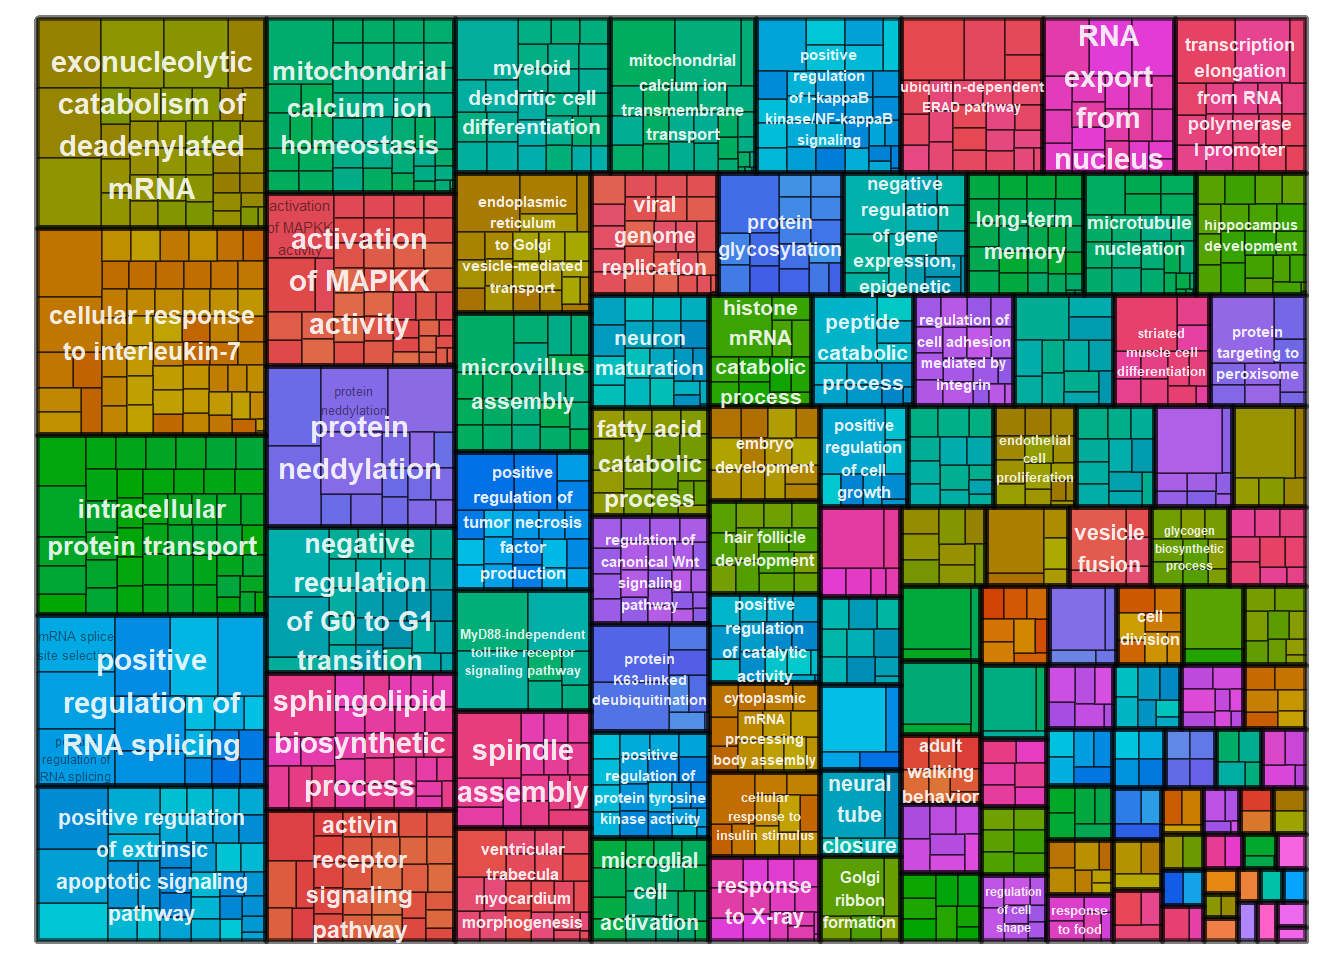 exonucleolytic
catabolism of
deadenylated
mRNA
cellular response
to interleukin-7
intracellular
protein transport
mRNA splice
site selection
positive
regulation of
RNA splicing
regulation of
RNA splicing
positive regulation
of extrinsic
apoptotic signaling
pathway
mitochondrial
calcium ion
homeostasis
activation
of MAPKK
activity
activation
of MAPKK
activity
protein
neddylation
protein
neddylation
negative
regulation
of G0 to G1
transition
sphingolipid
biosynthetic
process
activin
receptor
signaling
pathway
myeloid
dendritic cell
differentiation
endoplasmic
reticulum
to Golgi
vesicle-mediated
transport
microvillus
assembly
positive
regulation of
tumor necrosis
factor
production
MyD88-independent
toll-like receptor
signaling pathway
spindle
assembly
ventricular
trabecula
myocardium
morphogenesis
mitochondrial
calcium ion
transmembrane
transport
positive
regulation
of I-kappaB
kinase/NF-kappaB
signaling
ubiquitin-dependent
ERAD pathway
RNA
export
from
nucleus
transcription
elongation
from RNA
polymerase
I promoter
viral
genome
replication
protein
glycosylation
negative
regulation
of gene
expression,
epigenetic
long-term
memory
microtubule
nucleation
hippocampus
development
neuron
maturation
histone
mRNA
catabolic
process
peptide
catabolic
process
regulation of
cell adhesion
mediated by
integrin
striated
muscle cell
differentiation
protein
targeting to
peroxisome
fatty acid
catabolic
process
embryo
development
positive
regulation
of cell
growth
endothelial
cell
proliferation
regulation of
canonical Wnt
signaling
pathway
hair follicle
development
vesicle
fusion
glycogen
biosynthetic
process
protein
K63-linked
deubiquitination
positive
regulation
of catalytic
activity
cell
division
positive
regulation of
protein tyrosine
kinase activity
cytoplasmic
mRNA
processing
body assembly
cellular
response to
insulin stimulus
neural
tube
closure
adult
walking
behavior
microglial
cell
activation
response
to X-ray
Golgi
ribbon
formation
regulation
of cell
shape
response
to food